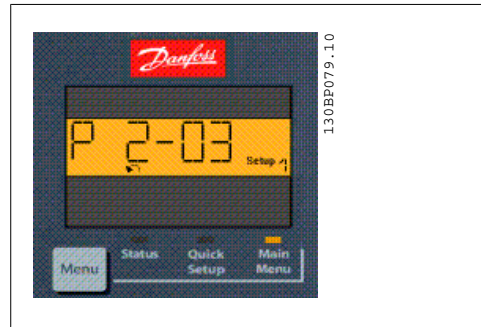 Danfoss
130BP079.10
P 2-03
Setup 1
Status Quick Main
Menu Setup Menu